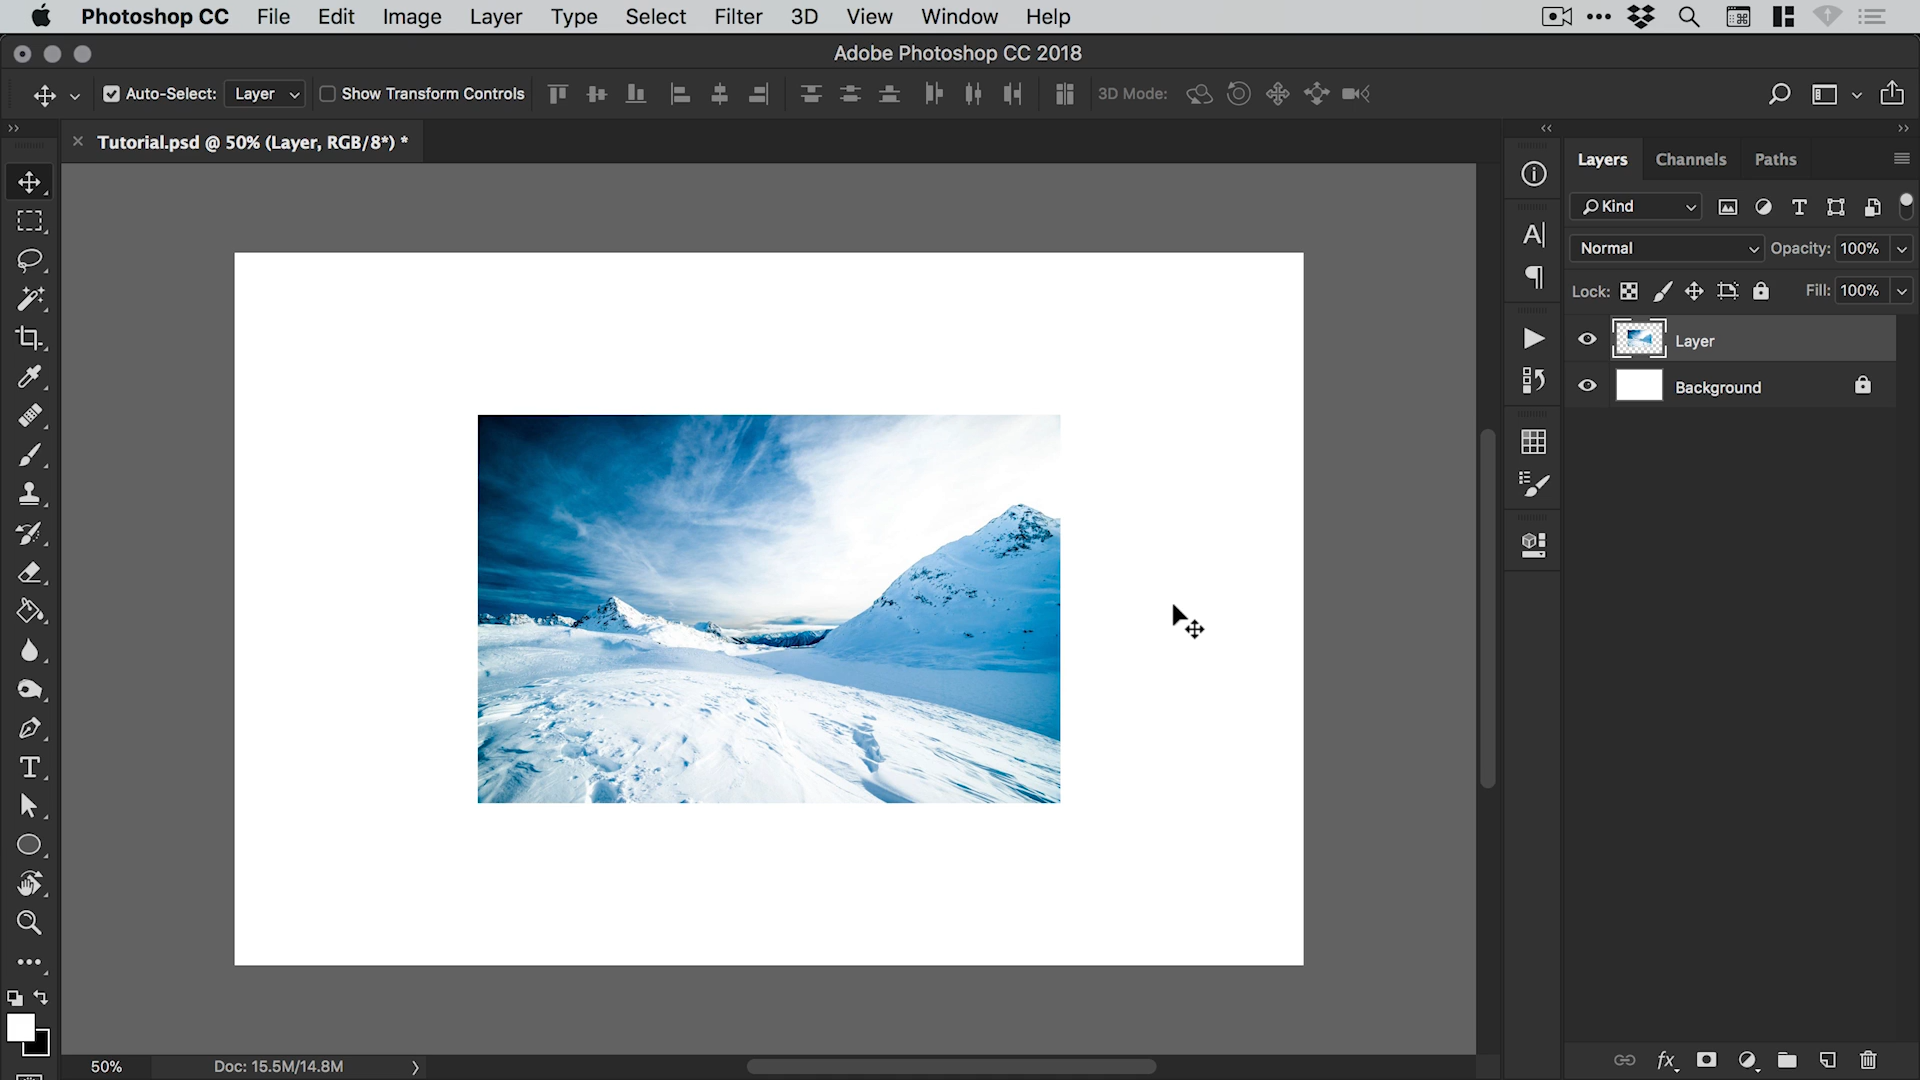 Photoshop CC File Edit Image Layer Type Select Filter 3D View Window Help
Adobe Photoshop CC 2018
Auto-Select: Layer Show Transform Controls 3D Mode:
Tutorial.psd @ 50% (Layer, RGB/8*) *
Layers Channels Paths
Kind
Normal Opacity: 100%
Lock: Fill: 100%
Layer
Background
50% Doc: 15.5M/14.8M